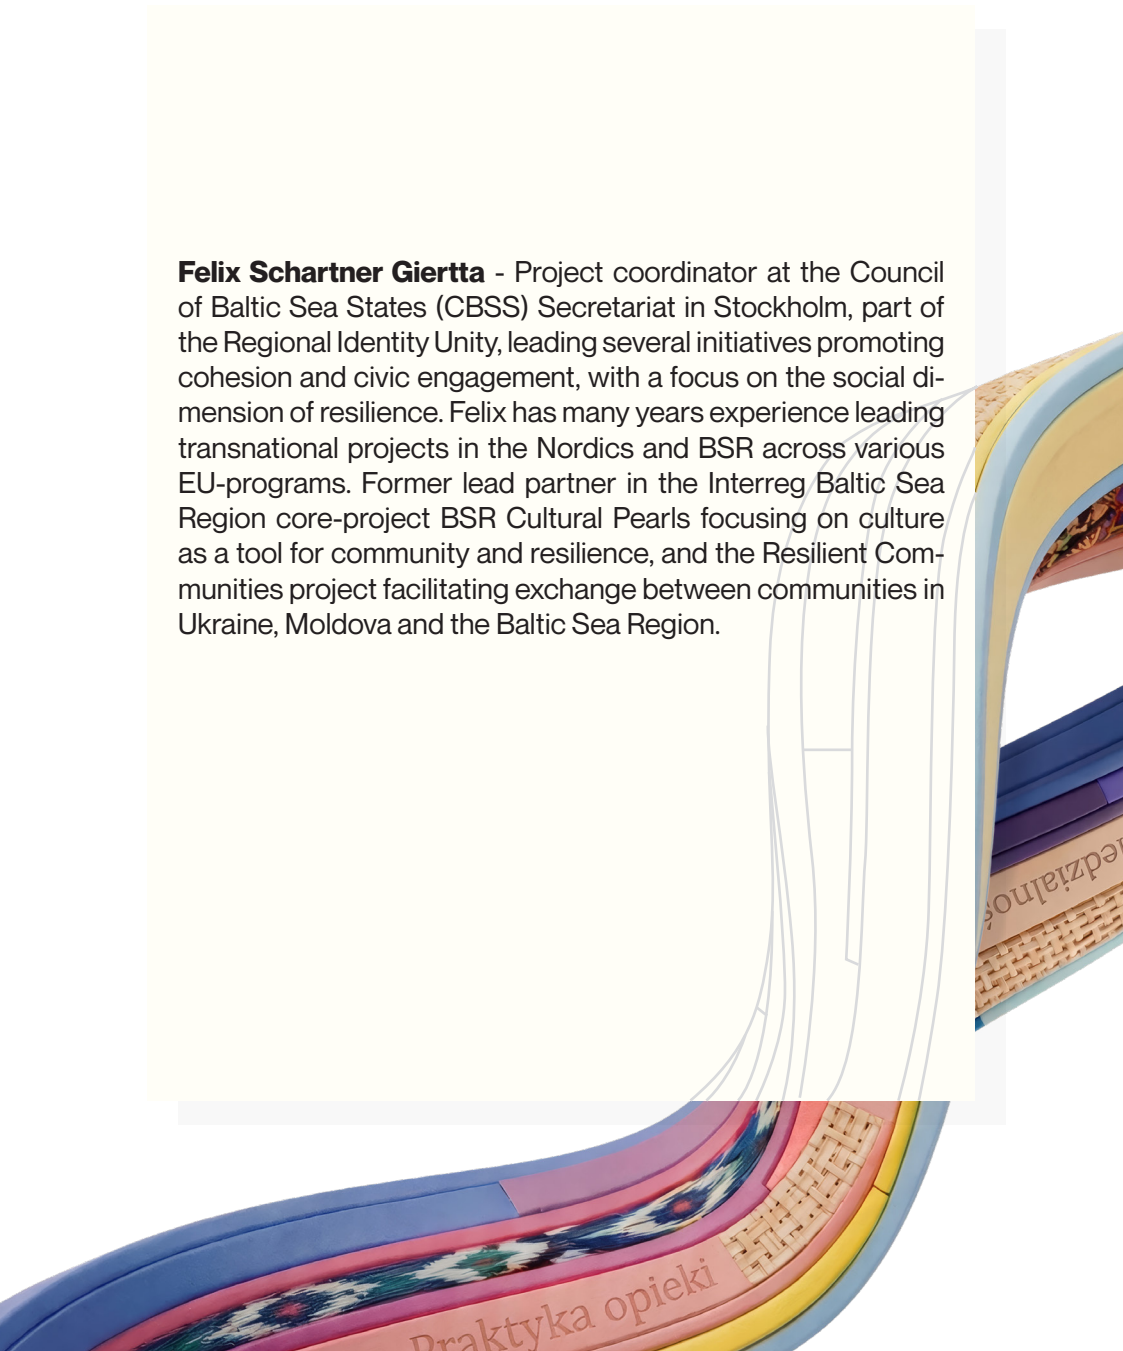 Felix Schartner Giertta - Project coordinator at the Council
of Baltic Sea States (CBSS) Secretariat in Stockholm, part of
the Regional Identity Unity, leading several initiatives promoting
cohesion and civic engagement, with a focus on the social di-
mension of resilience. Felix has many years experience leading
transnational projects in the Nordics and BSR across various
EU-programs. Former lead partner in the Interreg Baltic Sea
Region core-project BSR Cultural Pearls focusing on culture
as a tool for community and resilience, and the Resilient Com-
munities project facilitating exchange between communities in
Ukraine, Moldova and the Baltic Sea Region.
Praktyka opieki